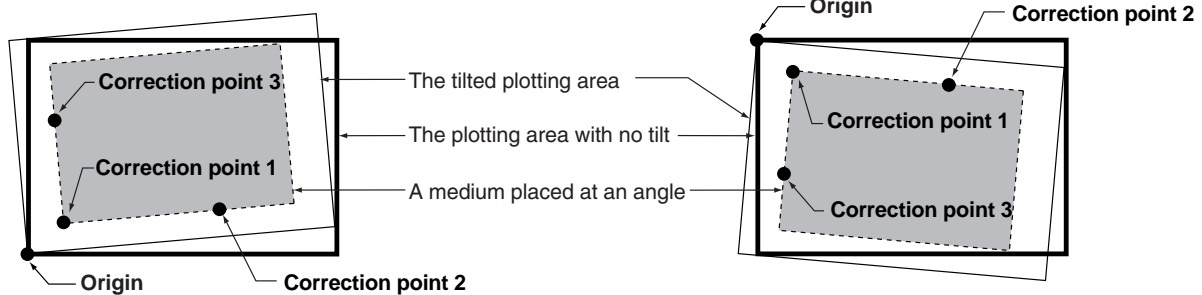 Origin
Correction point 2
Correction point 3
The tilted plotting area
The plotting area with no tilt
Correction point 1
Correction point 1
A medium placed at an angle
Correction point 3
Origin
Correction point 2